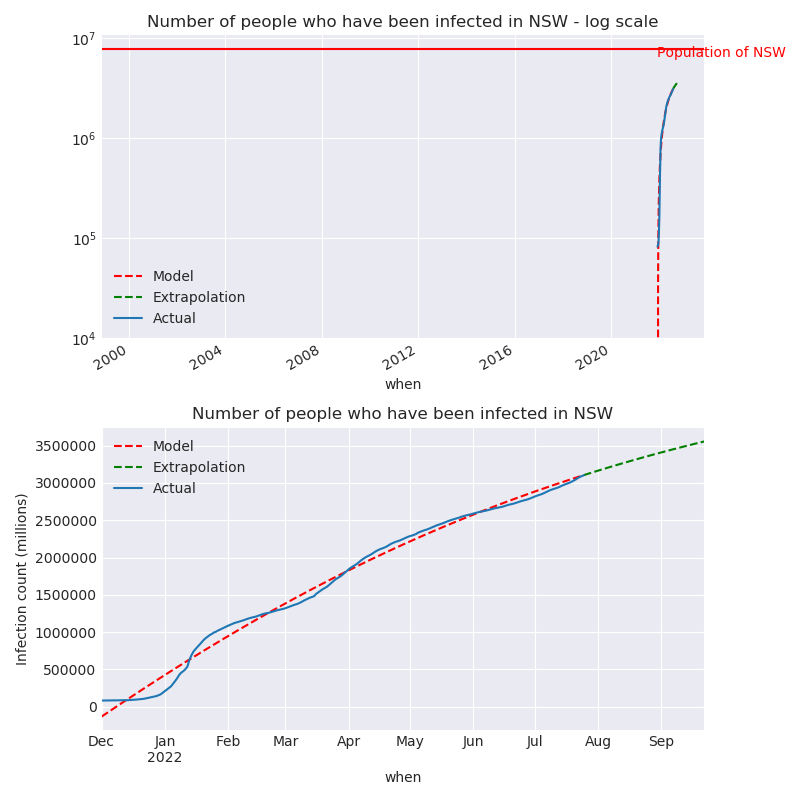 Number of people who have been infected in NSW - log scale
10^7
Population of NSW
10^6
10^5
10^4
Model
Extrapolation
Actual
2000
2004
2008
2012
2016
2020
when
Number of people who have been infected in NSW
Infection count (millions)
3500000
3000000
2500000
2000000
1500000
1000000
500000
0
Model
Extrapolation
Actual
Dec
Jan
2022
Feb
Mar
Apr
May
Jun
Jul
Aug
Sep
when